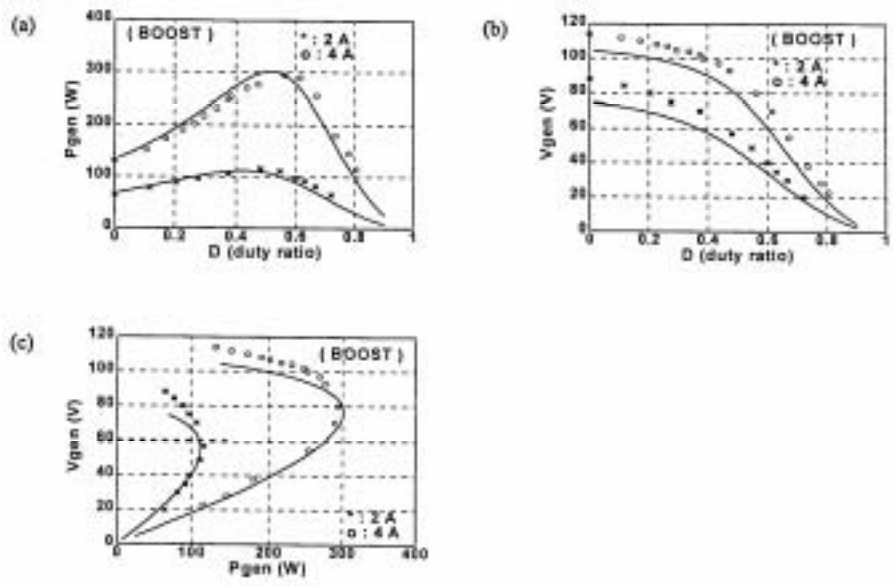 (a)
400
300
200
100
0
Pgen (W)
( BOOST )
* : 2 A
o : 4 A
0 0.2 0.4 0.6 0.8 1
D (duty ratio)
(b)
120
100
80
60
40
20
0
Vgen (V)
( BOOST )
* : 2 A
o : 4 A
0 0.2 0.4 0.6 0.8 1
D (duty ratio)
(c)
120
100
80
60
40
20
Vgen (V)
( BOOST )
* : 2 A
o : 4 A
0 100 200 300 400
Pgen (W)